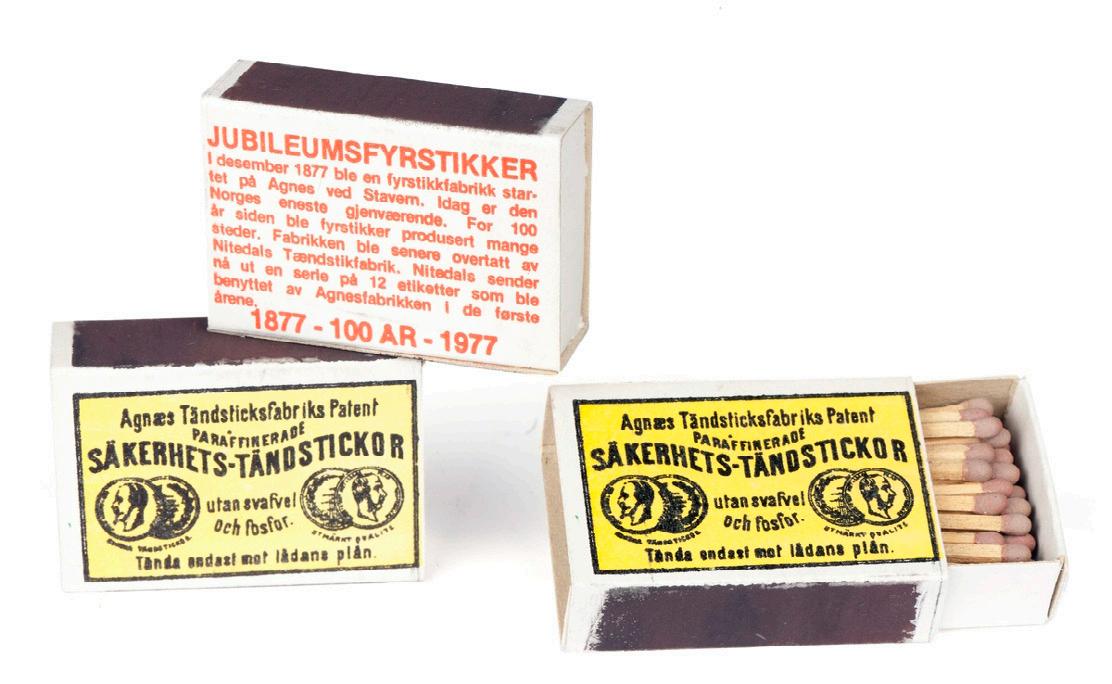 JUBILEUMSFYRSTIKKER
I desember 1877 ble en fyrstikkfabrikk star-
tet på Agnes ved Stavern. Idag er den
Norges eneste gjenværende. For 100
år siden ble fyrstikker produsert mange
steder. Fabrikken ble senere overtatt av
Nitedals Tændstikfabrik. Nitedals sender
nå ut en serie på 12 etiketter som ble
benyttet av Agnesfabrikken i de første
årene.
1877 - 100 ÅR - 1977
Agnæs Tändsticksfabriks Patent
PARAFFINERADE
SÄKERHETS-TÄNDSTICKOR
utan svafvel
och fosfor.
UTMÄRKT QVALITÉ
Tända endast mot lådans plån.
Agnæs Tändsticksfabriks Patent
PARAFFINERADE
SÄKERHETS-TÄNDSTICKOR
utan svafvel
och fosfor.
UTMÄRKT QVALITÉ
Tända endast mot lådans plån.